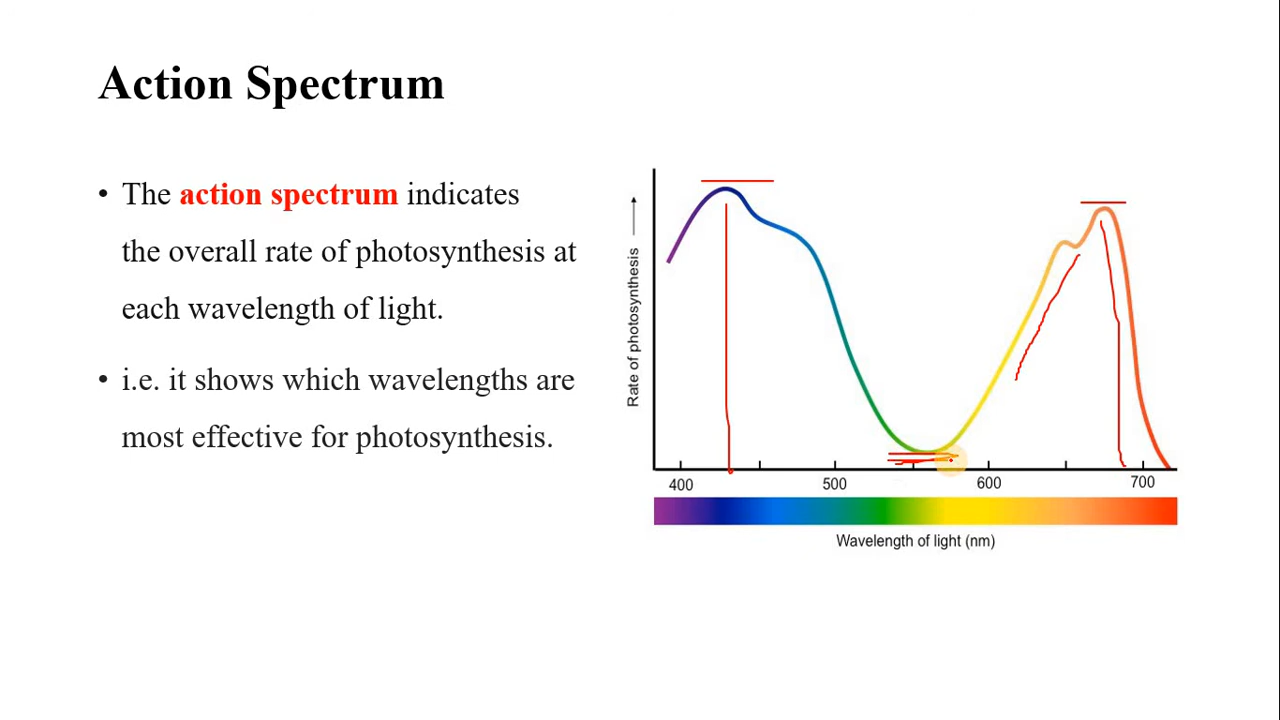 Action Spectrum
• The action spectrum indicates
the overall rate of photosynthesis at
each wavelength of light.
• i.e. it shows which wavelengths are
most effective for photosynthesis.
Rate of photosynthesis
400 500 600 700
Wavelength of light (nm)